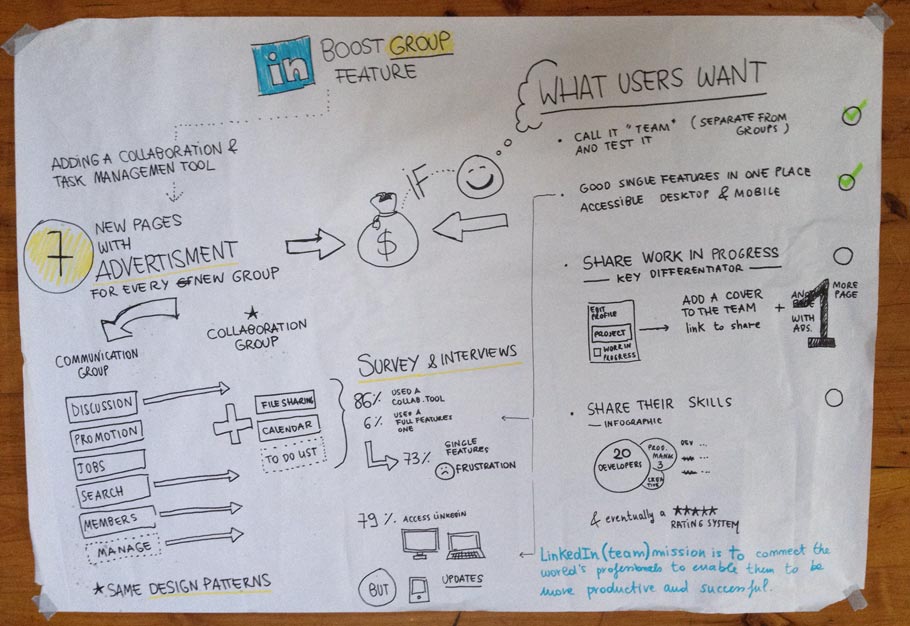 in
BOOST GROUP
FEATURE
ADDING A COLLABORATION &
TASK MANAGEMEN TOOL
7
NEW PAGES
WITH
ADVERTISMENT
FOR EVERY NEW GROUP
COMMUNICATION
GROUP
DISCUSSION
PROMOTION
JOBS
SEARCH
MEMBERS
MANAGE
★ SAME DESIGN PATTERNS
★
COLLABORATION
GROUP
FILE SHARING
CALENDAR
TO DO LIST
$
IF
SURVEY & INTERVIEWS
86% USED A
COLLAB. TOOL
6% USED A
FULL FEATURES
ONE
73% SINGLE
FEATURES
FRUSTRATION
79% ACCESS LINKEDIN
BUT
UPDATES
WHAT USERS WANT
• CALL IT "TEAM" (SEPARATE FROM
GROUPS)
AND TEST IT
• GOOD SINGLE FEATURES IN ONE PLACE
ACCESSIBLE DESKTOP & MOBILE
• SHARE WORK IN PROGRESS
— KEY DIFFERENTIATOR —
EDIT
PROFILE
PROJECT
WORK IN
PROGRESS
ADD A COVER
TO THE TEAM
link to share
+
1
MORE
PAGE
WITH
ADS.
• SHARE THEIR SKILLS
— INFOGRAPHIC
20
DEVELOPERS
PROD.
MANAG
3
CREA
TIVE
DEV ...
& eventually a ★★★★★
RATING SYSTEM
LinkedIn (team) mission is to connect the
world's professionals to enable them to be
more productive and successful.